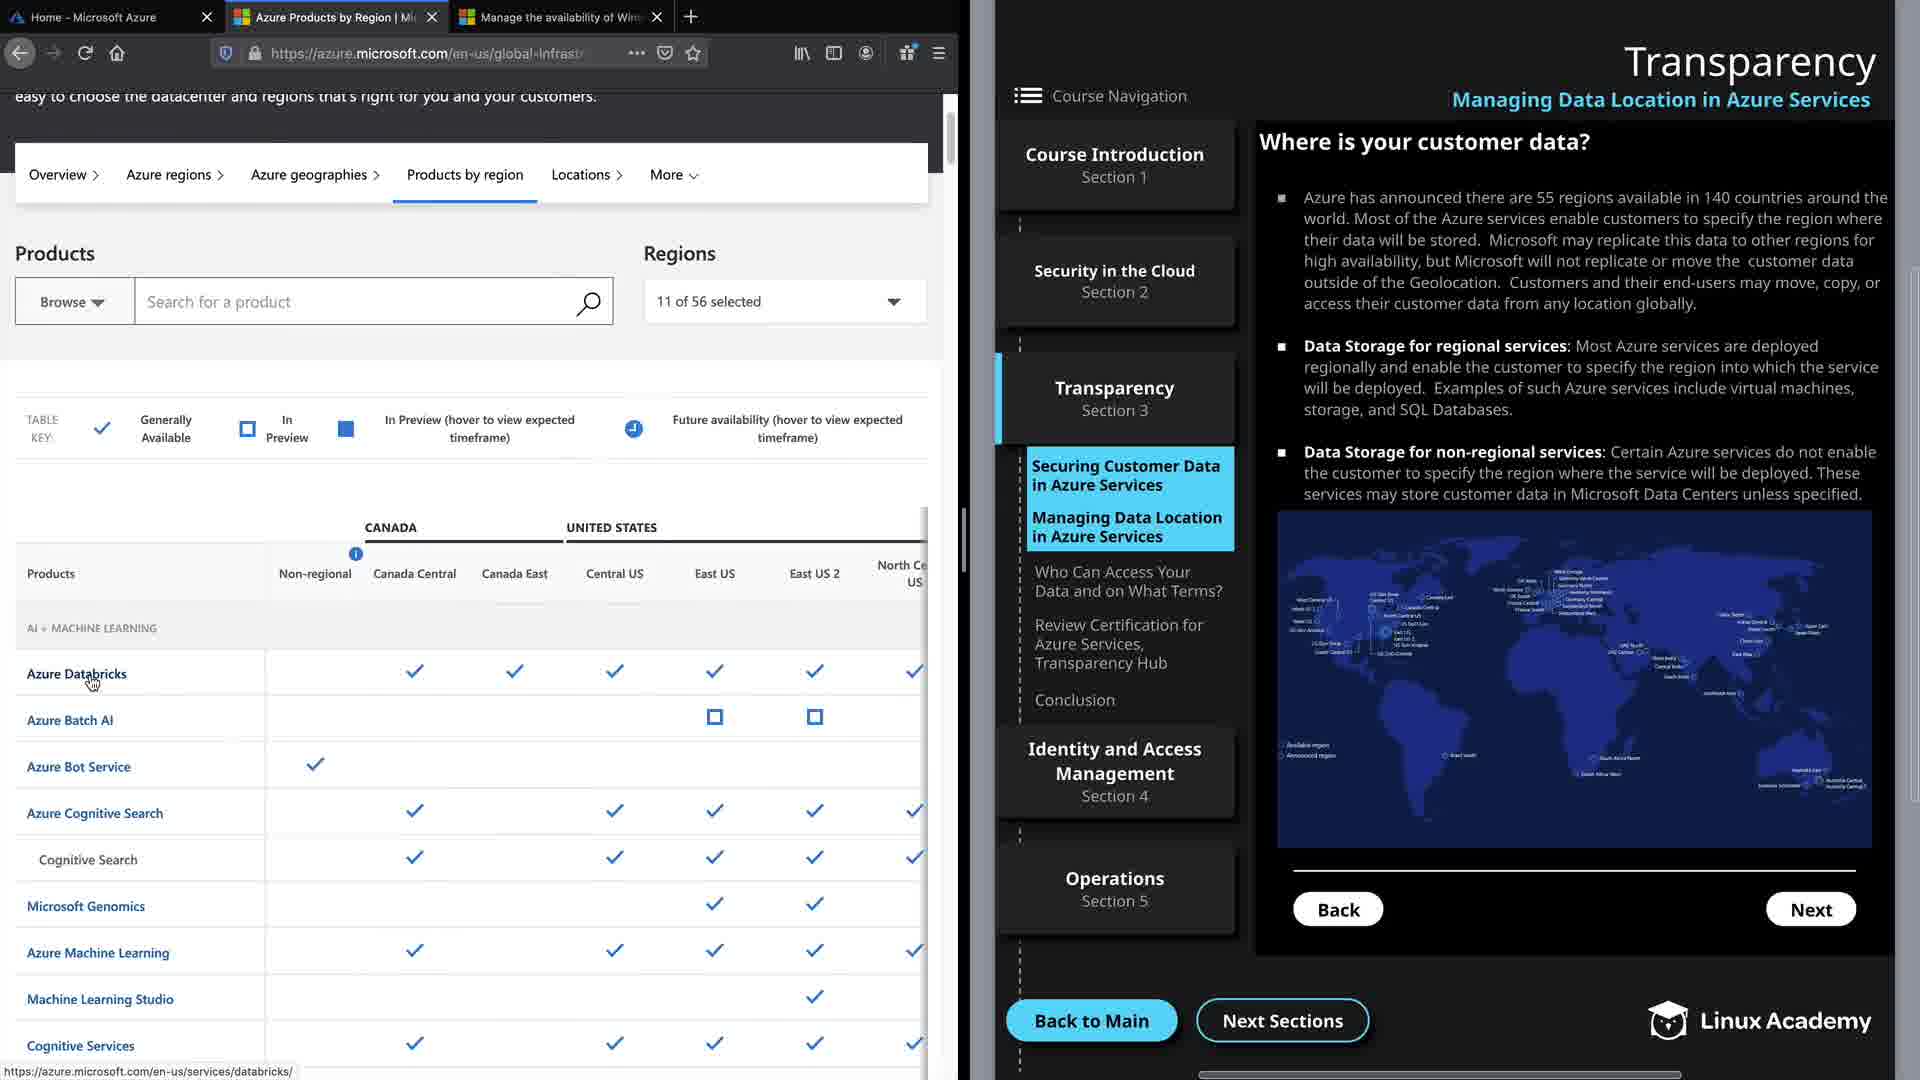 Home - Microsoft Azure
Azure Products by Region | Mi
Manage the availability of Win
https://azure.microsoft.com/en-us/global-infrast
easy to choose the datacenter and regions that's right for you and your customers.
Overview
Azure regions
Azure geographies
Products by region
Locations
More
Products
Regions
Browse
Search for a product
11 of 56 selected
TABLE KEY:
Generally Available
In Preview
In Preview (hover to view expected timeframe)
Future availability (hover to view expected timeframe)
CANADA
UNITED STATES
Products
Non-regional
Canada Central
Canada East
Central US
East US
East US 2
North Ce
US
AI + MACHINE LEARNING
Azure Databricks
Azure Batch AI
Azure Bot Service
Azure Cognitive Search
Cognitive Search
Microsoft Genomics
Azure Machine Learning
Machine Learning Studio
Cognitive Services
https://azure.microsoft.com/en-us/services/databricks/
Transparency
Managing Data Location in Azure Services
Course Navigation
Course Introduction
Section 1
Security in the Cloud
Section 2
Transparency
Section 3
Securing Customer Data
in Azure Services
Managing Data Location
in Azure Services
Who Can Access Your
Data and on What Terms?
Review Certification for
Azure Services,
Transparency Hub
Conclusion
Identity and Access
Management
Section 4
Operations
Section 5
Where is your customer data?
Azure has announced there are 55 regions available in 140 countries around the
world. Most of the Azure services enable customers to specify the region where
their data will be stored. Microsoft may replicate this data to other regions for
high availability, but Microsoft will not replicate or move the customer data
outside of the Geolocation. Customers and their end-users may move, copy, or
access their customer data from any location globally.
Data Storage for regional services: Most Azure services are deployed
regionally and enable the customer to specify the region into which the service
will be deployed. Examples of such Azure services include virtual machines,
storage, and SQL Databases.
Data Storage for non-regional services: Certain Azure services do not enable
the customer to specify the region where the service will be deployed. These
services may store customer data in Microsoft Data Centers unless specified.
Available region
Announced region
Brazil South
South Africa North
South Africa West
Back
Next
Back to Main
Next Sections
Linux Academy